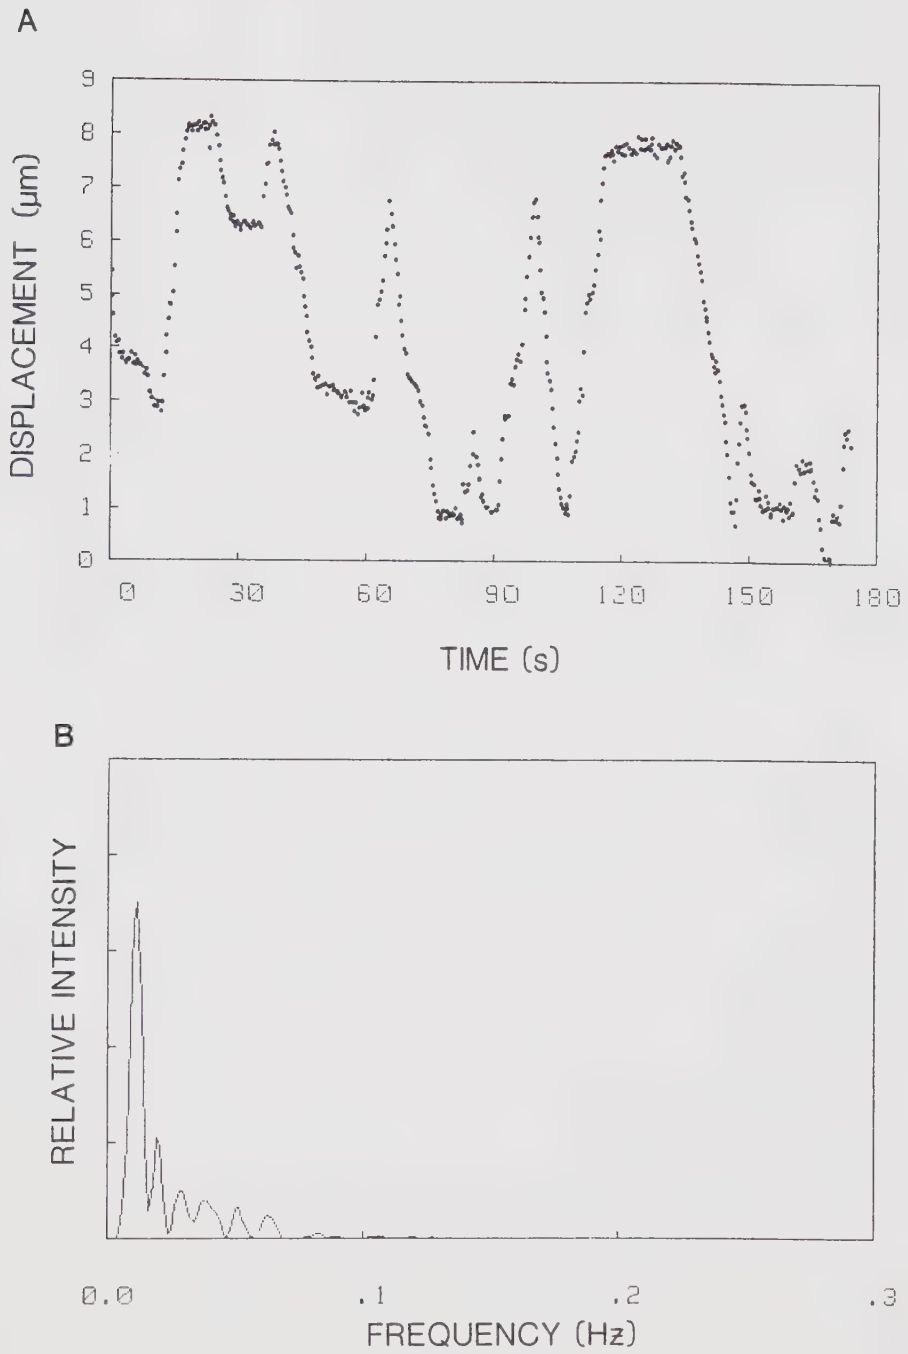 A
9
8
7
6
5
4
3
2
1
0
DISPLACEMENT (µm)
0 30 60 90 120 150 180
TIME (s)
B
RELATIVE INTENSITY
0.0 .1 .2 .3
FREQUENCY (Hz)